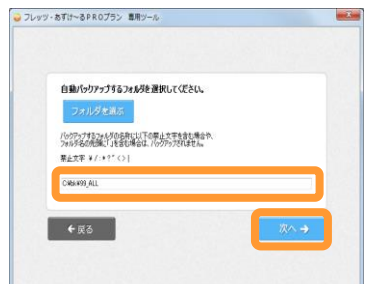 フレッツ・あずけ～るPROプラン 専用ツール
自動バックアップするフォルダを選択してください。
フォルダを選ぶ
バックアップするフォルダの名称に以下の禁止文字を含む場合や、
フォルダ名の先頭に「.」を含む場合は、バックアップされません。
禁止文字 ¥ / : * ? " < > |
戻る
次へ